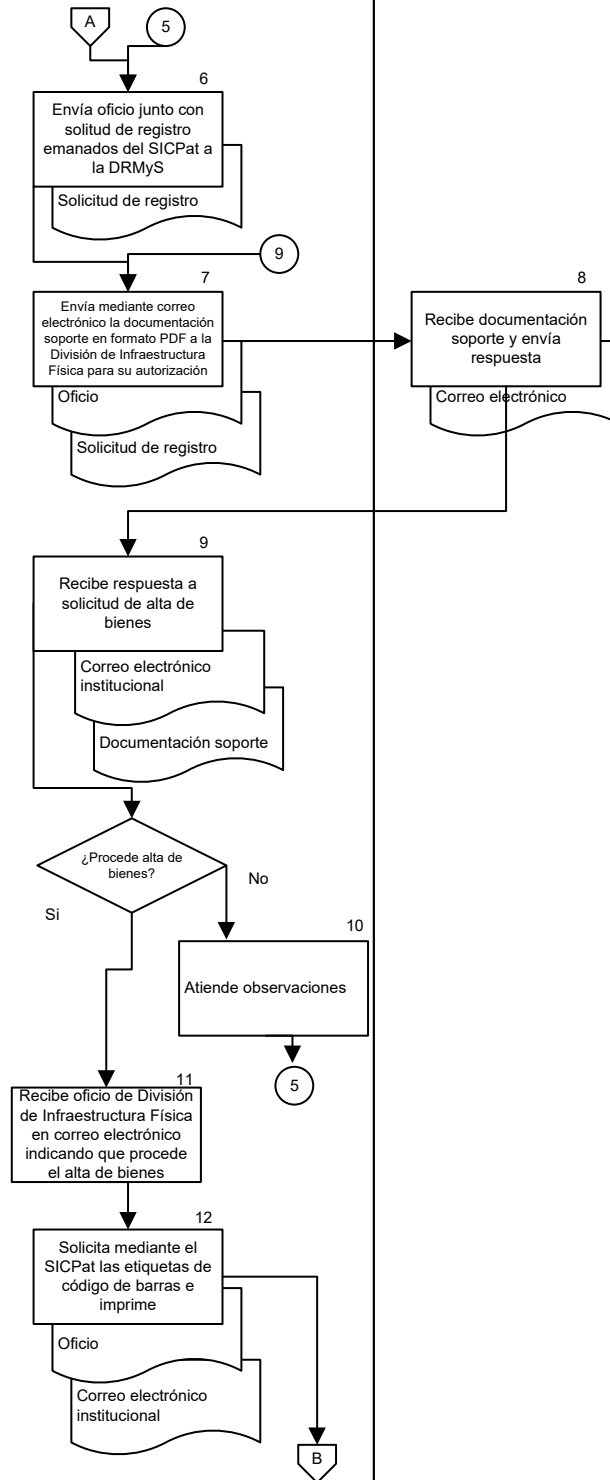 A
5
6
Envía oficio junto con
solitud de registro
emanados del SICPat a
la DRMyS
Solicitud de registro
9
7
Envía mediante correo
electrónico la documentación
soporte en formato PDF a la
División de Infraestructura
Física para su autorización
Oficio
Solicitud de registro
8
Recibe documentación
soporte y envía
respuesta
Correo electrónico
9
Recibe respuesta a
solicitud de alta de
bienes
Correo electrónico
institucional
Documentación soporte
¿Procede alta de
bienes?
No
Si
10
Atiende observaciones
5
11
Recibe oficio de División
de Infraestructura Física
en correo electrónico
indicando que procede
el alta de bienes
12
Solicita mediante el
SICPat las etiquetas de
código de barras e
imprime
Oficio
Correo electrónico
institucional
B